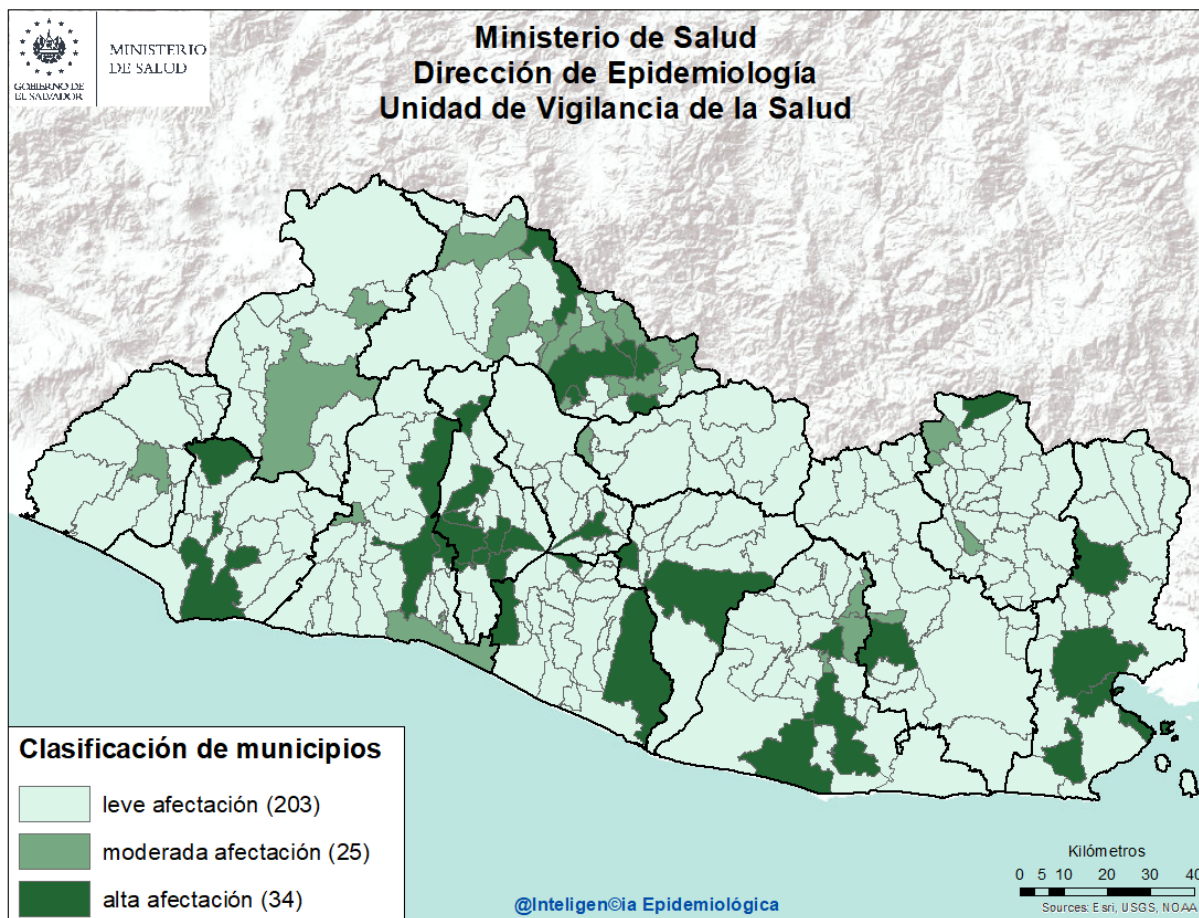 MINISTERIO
DE SALUD
GOBIERNO DE
EL SALVADOR
Ministerio de Salud
Dirección de Epidemiología
Unidad de Vigilancia de la Salud
Clasificación de municipios
leve afectación (203)
moderada afectación (25)
alta afectación (34)
@Inteligen©ia Epidemiológica
Kilómetros
0 5 10 20 30 40
Sources: Esri, USGS, NOAA